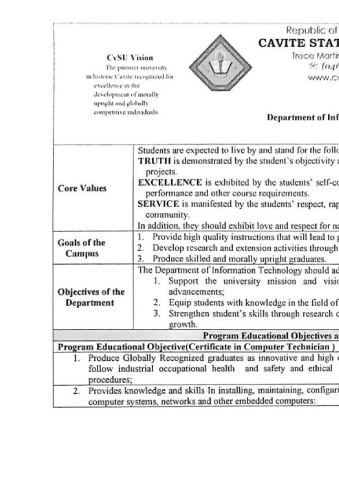 Republic of
CvSU Vision
CAVITE STAT
The premier university
Trece Martir
in historic Cavite recognized for
excellence in the
www.cv
development of morally
upright and globally
competitive individuals.
Department of Inf
Students are expected to live by and stand for the follo
TRUTH is demonstrated by the student's objectivity a
projects.
EXCELLENCE is exhibited by the students' self-co
Core Values
performance and other course requirements.
SERVICE is manifested by the students' respect, rap
community.
In addition, they should exhibit love and respect for na
Goals of the Campus
1. Provide high quality instructions that will lead to g
2. Develop research and extension activities through
3. Produce skilled and morally upright graduates.
The Department of Information Technology should ad
Objectives of the Department
1. Support the university mission and visio
advancements;
2. Equip students with knowledge in the field of
3. Strengthen student's skills through research c
growth.
Program Educational Objectives a
Program Educational Objective(Certificate in Computer Technician )
1. Produce Globally Recognized graduates as innovative and high
follow industrial occupational health and safety and ethical
procedures;
2. Provides knowledge and skills In installing, maintaining, configuri
computer systems, networks and other embedded computers: